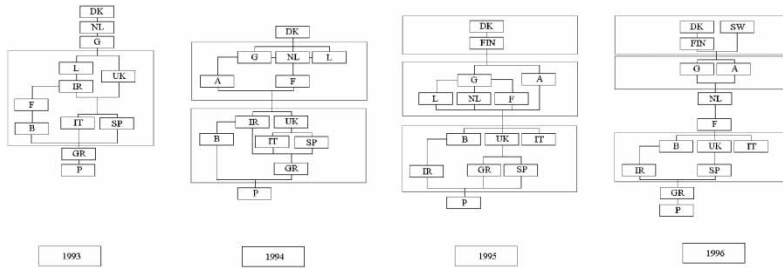 DK
NL
G
L
UK
IR
F
B
IT
SP
GR
P
1993
DK
G
NL
L
A
F
IR
UK
B
IT
SP
GR
P
1994
DK
FIN
G
A
L
NL
F
B
UK
IT
IR
GR
SP
P
1995
DK
SW
FIN
G
A
NL
F
B
UK
IT
IR
SP
GR
P
1996